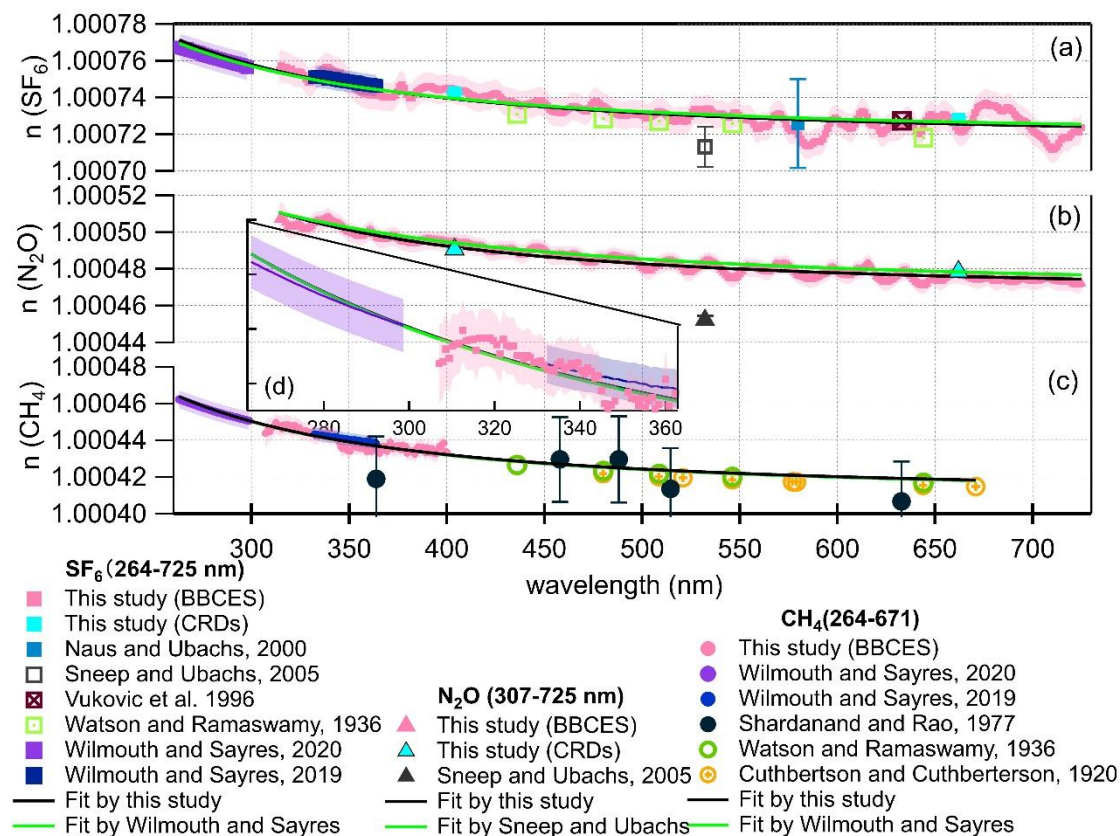 1.00078
1.00076
1.00074
1.00072
1.00070
n (SF6)
(a)
1.00052
1.00050
1.00048
1.00046
1.00044
n (N2O)
(b)
(d)
280
300
320
340
360
1.00048
1.00046
1.00044
1.00042
1.00040
n (CH4)
(c)
300
350
400
450
500
550
600
650
700
wavelength (nm)
SF6(264-725 nm)
This study (BBCES)
This study (CRDs)
Naus and Ubachs, 2000
Sneep and Ubachs, 2005
Vukovic et al. 1996
Watson and Ramaswamy, 1936
Wilmouth and Sayres, 2020
Wilmouth and Sayres, 2019
Fit by this study
Fit by Wilmouth and Sayres
N2O (307-725 nm)
This study (BBCES)
This study (CRDs)
Sneep and Ubachs, 2005
Fit by this study
Fit by Sneep and Ubachs
CH4(264-671)
This study (BBCES)
Wilmouth and Sayres, 2020
Wilmouth and Sayres, 2019
Shardanand and Rao, 1977
Watson and Ramaswamy, 1936
Cuthbertson and Cuthberterson, 1920
Fit by this study
Fit by Wilmouth and Sayres